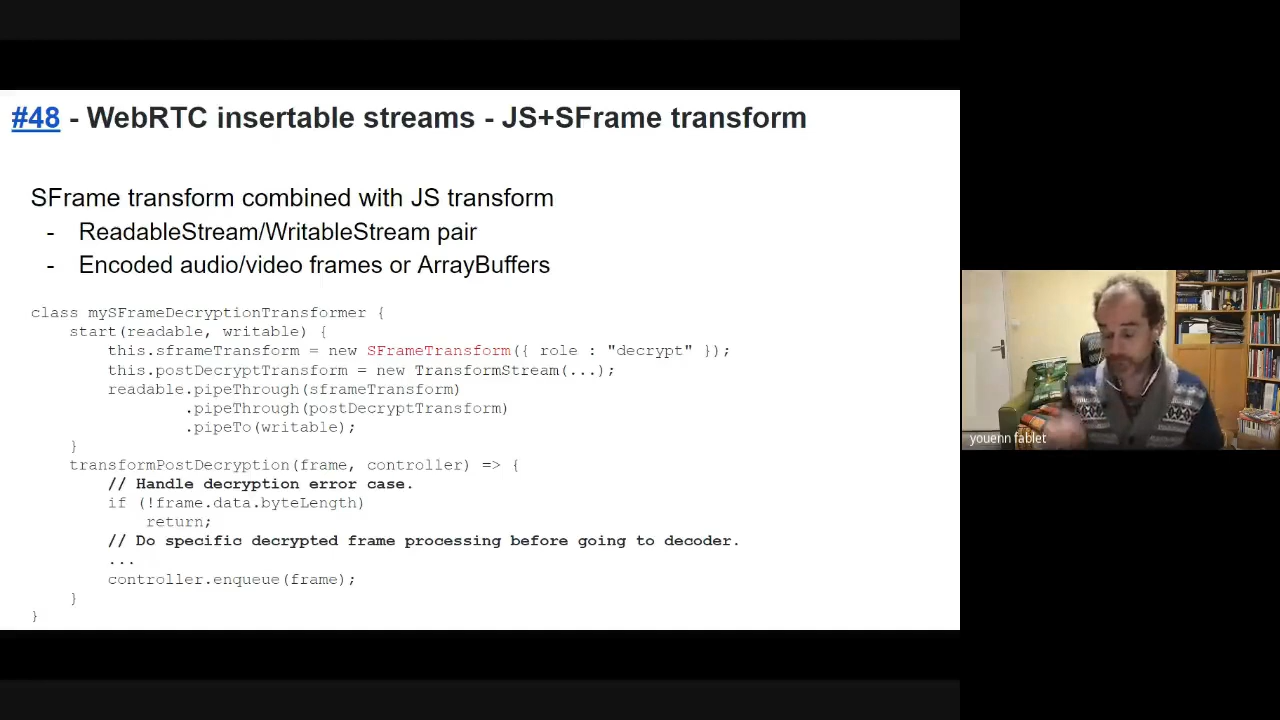 #48 - WebRTC insertable streams - JS+SFrame transform
SFrame transform combined with JS transform
- ReadableStream/WritableStream pair
- Encoded audio/video frames or ArrayBuffers
class mySFrameDecryptionTransformer {
start(readable, writable) {
this.sframeTransform = new SFrameTransform({ role : "decrypt" });
this.postDecryptTransform = new TransformStream(...);
readable.pipeThrough(sframeTransform)
.pipeThrough(postDecryptTransform)
.pipeTo(writable);
}
transformPostDecryption(frame, controller) => {
// Handle decryption error case.
if (!frame.data.byteLength)
return;
// Do specific decrypted frame processing before going to decoder.
...
controller.enqueue(frame);
}
}
youenn fablet